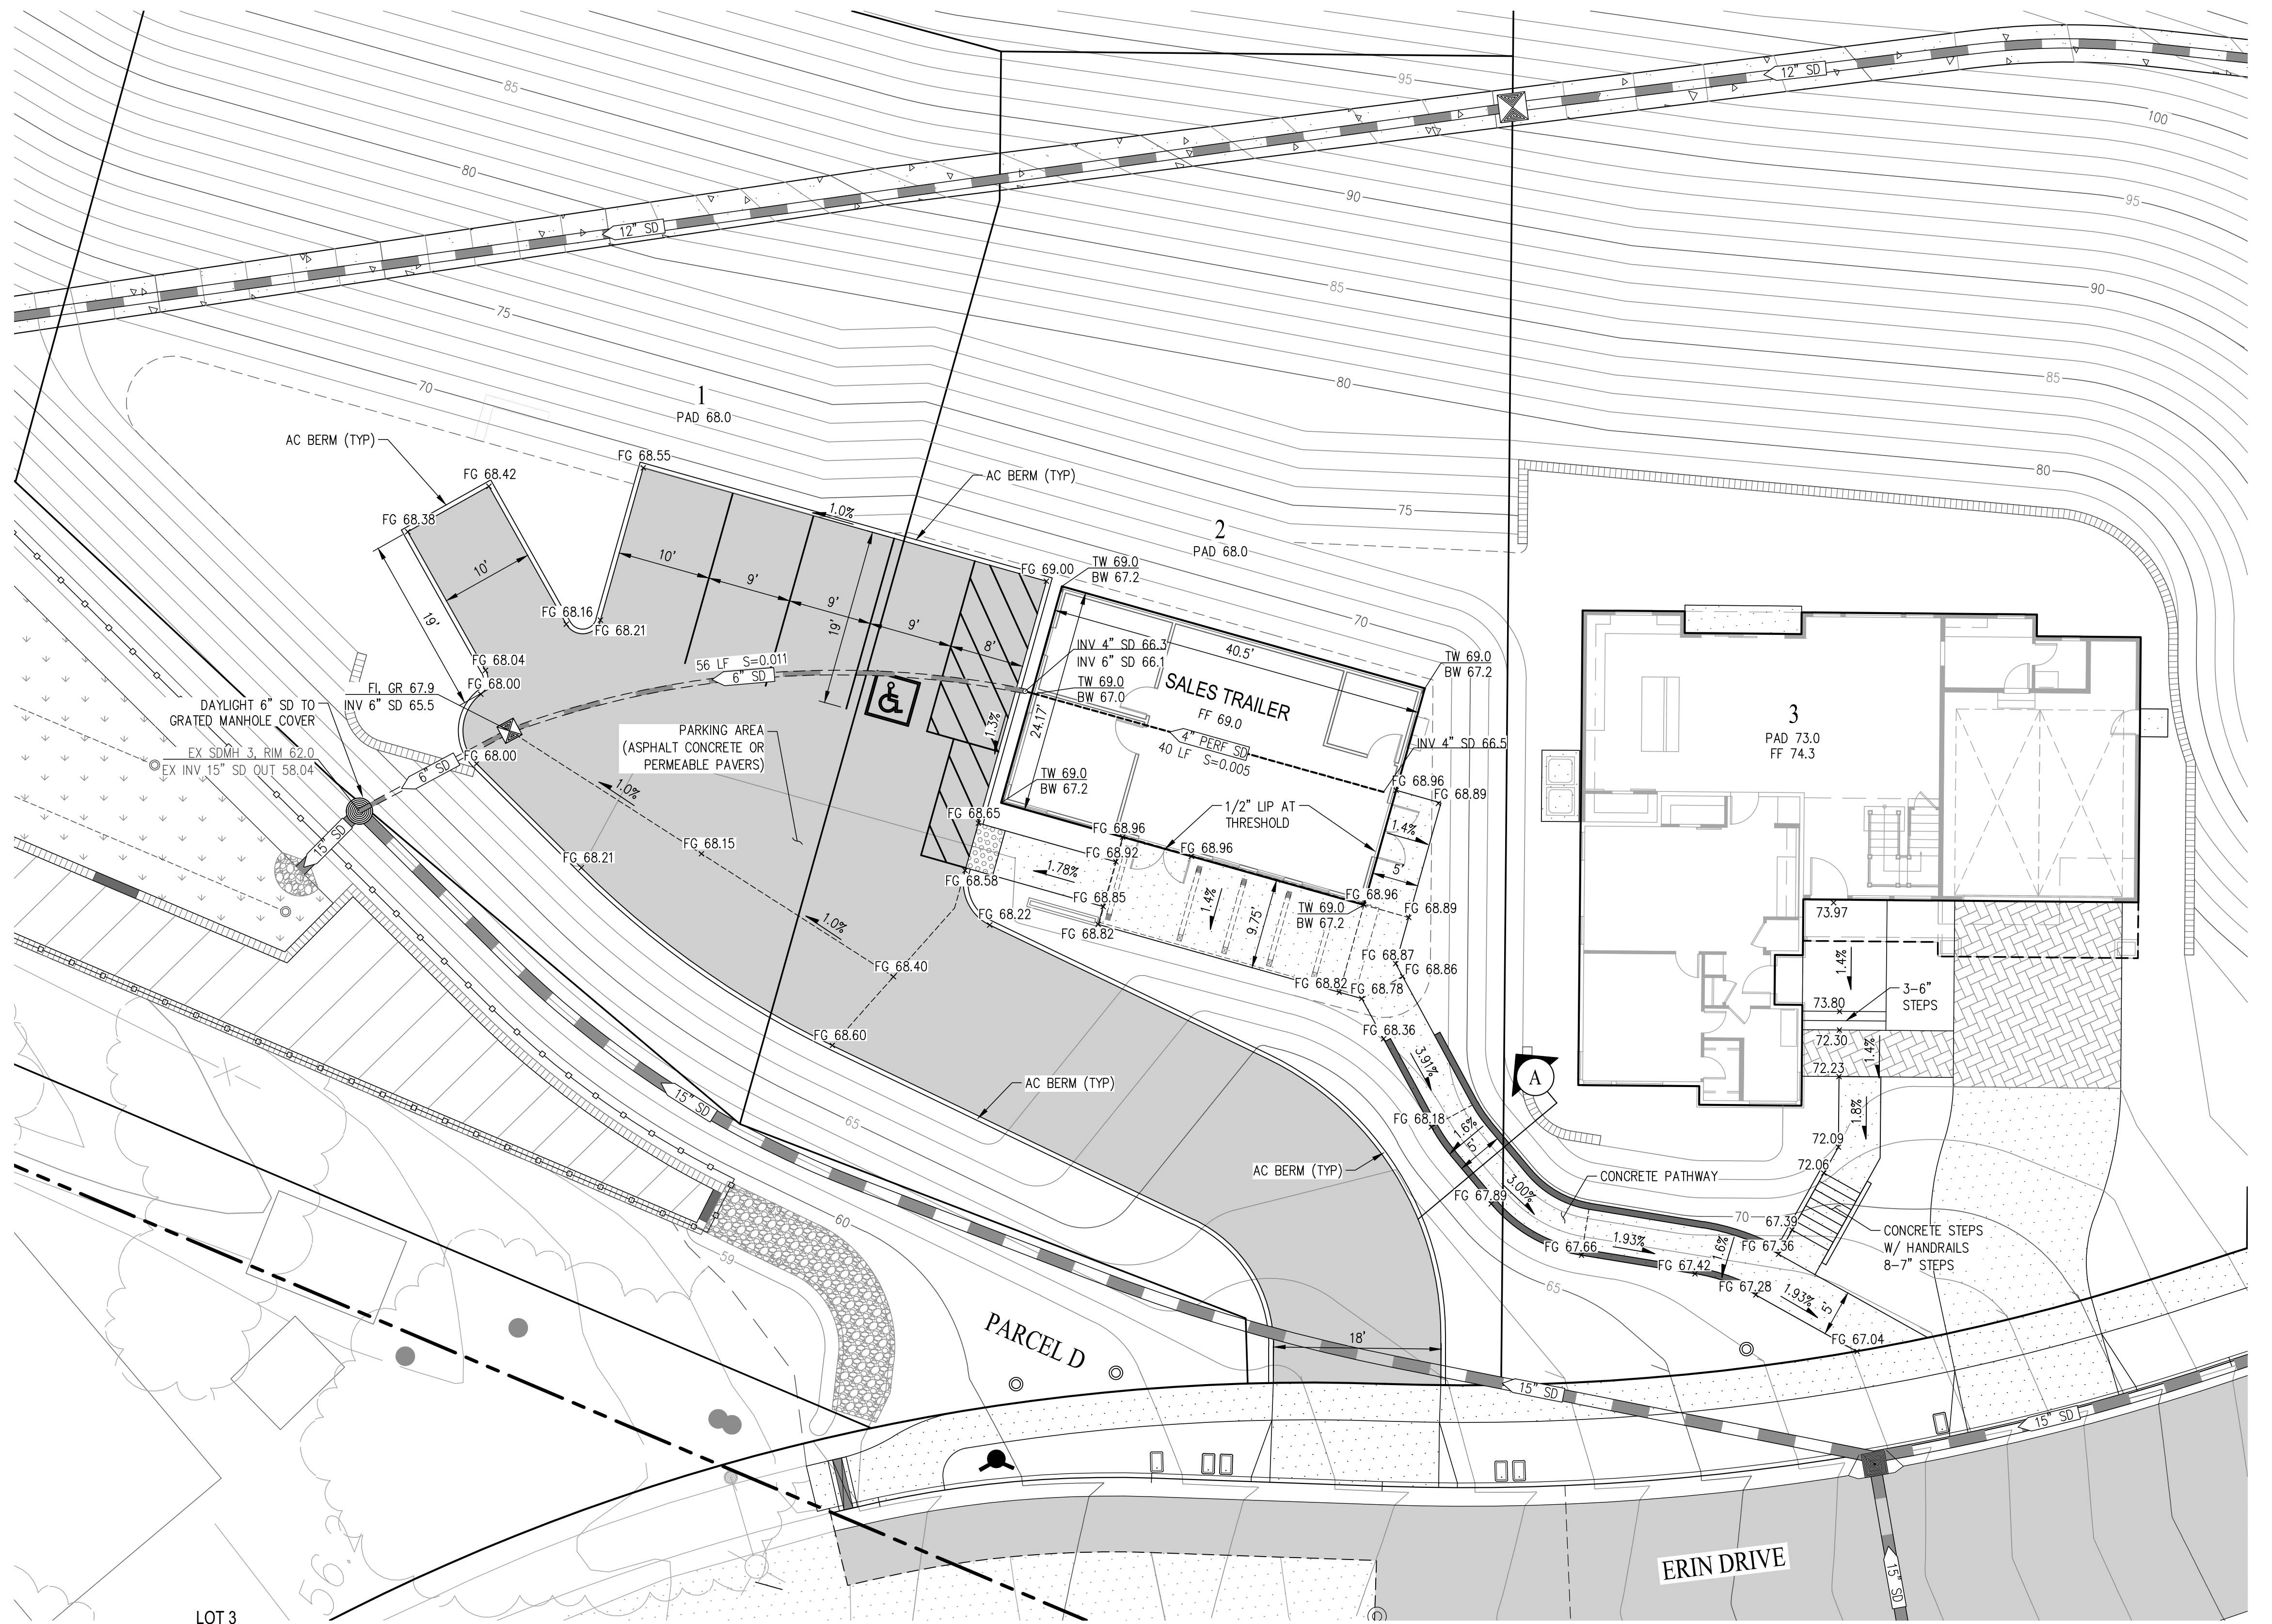 95
12" SD
100
85
80
90
95
12" SD
85
90
75
80
85
70
1
PAD 68.0
AC BERM (TYP)
FG 68.55
FG 68.42
AC BERM (TYP)
80
75
1.0%
2
PAD 68.0
FG 68.38
10'
10'
9'
9'
9'
8'
19'
19'
FG 69.00
TW 69.0
BW 67.2
70
FG 68.16
FG 68.21
40.5'
INV 4" SD 66.3
INV 6" SD 66.1
FG 68.04
FG 68.00
56 LF S=0.011
6" SD
TW 69.0
BW 67.2
TW 69.0
BW 67.0
SALES TRAILER
FF 69.0
FI, GR 67.9
INV 6" SD 65.5
DAYLIGHT 6" SD TO
GRATED MANHOLE COVER
EX SDMH 3, RIM 62.0
EX INV 15" SD OUT 58.04
PARKING AREA
(ASPHALT CONCRETE OR
PERMEABLE PAVERS)
1.3%
24.17'
4" PERF SD
40 LF S=0.005
INV 4" SD 66.5
3
PAD 73.0
FF 74.3
6" SD
FG 68.00
1.0%
TW 69.0
BW 67.2
FG 68.96
FG 68.89
1/2" LIP AT
THRESHOLD
15" SD
FG 68.65
FG 68.96
1.4%
FG 68.15
FG 68.21
FG 68.92
FG 68.96
1.78%
5'
FG 68.58
FG 68.85
1.4%
9.75'
FG 68.96
TW 69.0
BW 67.2
FG 68.89
73.97
FG 68.22
1.0%
FG 68.82
FG 68.87
FG 68.86
1.4%
FG 68.40
FG 68.82
FG 68.78
3-6"
STEPS
73.80
FG 68.60
FG 68.36
72.30
1.4%
3.91%
72.23
A
AC BERM (TYP)
15" SD
65
FG 68.18
1.6%
5'
1.8%
72.09
72.06
AC BERM (TYP)
CONCRETE PATHWAY
FG 67.89
3.00%
60
59
70
67.39
FG 67.36
CONCRETE STEPS
W/ HANDRAILS
8-7" STEPS
FG 67.66
1.93%
1.6%
FG 67.42
FG 67.28
65
1.93%
5'
FG 67.04
PARCEL D
18'
15" SD
15" SD
ERIN DRIVE
15" SD
56.2
LOT 3